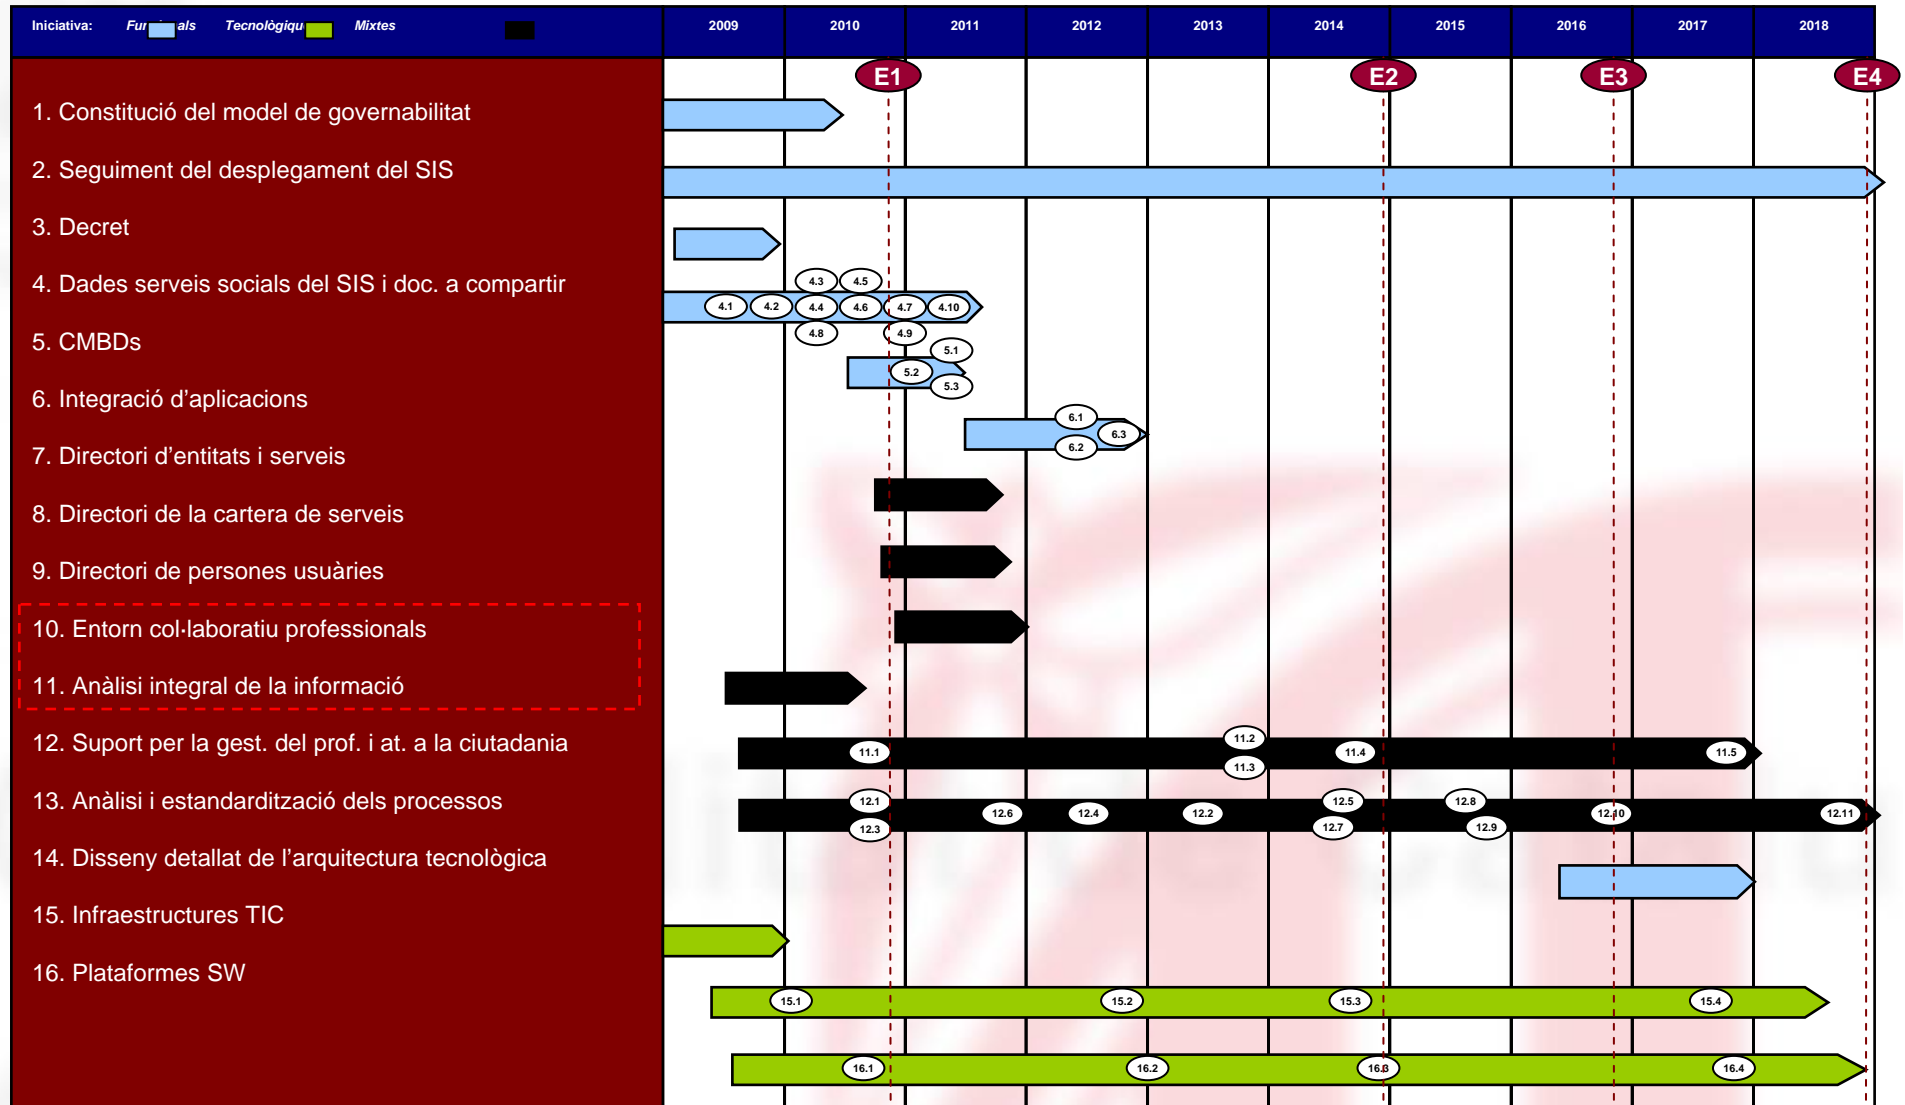 Iniciativa: Funcionals Tecnològiqu Mixtes 2009 2010 2011 2012 2013 2014 2015 2016 2017 2018
E1 E2 E3 E4
1. Constitució del model de governabilitat
2. Seguiment del desplegament del SIS
3. Decret
4. Dades serveis socials del SIS i doc. a compartir
4.3 4.5
4.1 4.2 4.4 4.6 4.7 4.10
4.8 4.9
5. CMBDs
5.1
5.2
5.3
6. Integració d'aplicacions
6.1
6.3
6.2
7. Directori d'entitats i serveis
8. Directori de la cartera de serveis
9. Directori de persones usuàries
10. Entorn col·laboratiu professionals
11. Anàlisi integral de la informació
12. Suport per la gest. del prof. i at. a la ciutadania
11.2
11.1 11.4 11.5
11.3
13. Anàlisi i estandardització dels processos
12.1 12.5 12.8
12.6 12.4 12.2 12.10 12.11
12.3 12.7 12.9
14. Disseny detallat de l'arquitectura tecnològica
15. Infraestructures TIC
16. Plataformes SW
15.1 15.2 15.3 15.4
16.1 16.2 16.3 16.4